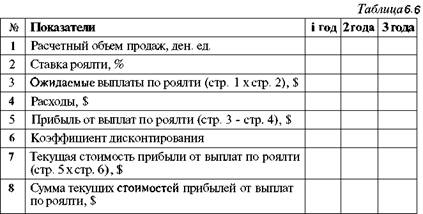 Таблица 6.6
№ Показатели і год 2 года 3 года
1 Расчетный объем продаж, ден. ед.
2 Ставка роялти, %
3 Ожидаемые выплаты по роялти (стр. 1 х стр. 2), $
4 Расходы, $
5 Прибыль от выплат по роялти (стр. 3 - стр. 4), $
6 Коэффициент дисконтирования
7 Текущая стоимость прибыли от выплат по роялти
(стр. 5 х стр. 6), $
8 Сумма текущих стоимостей прибылей от выплат
по роялти, $